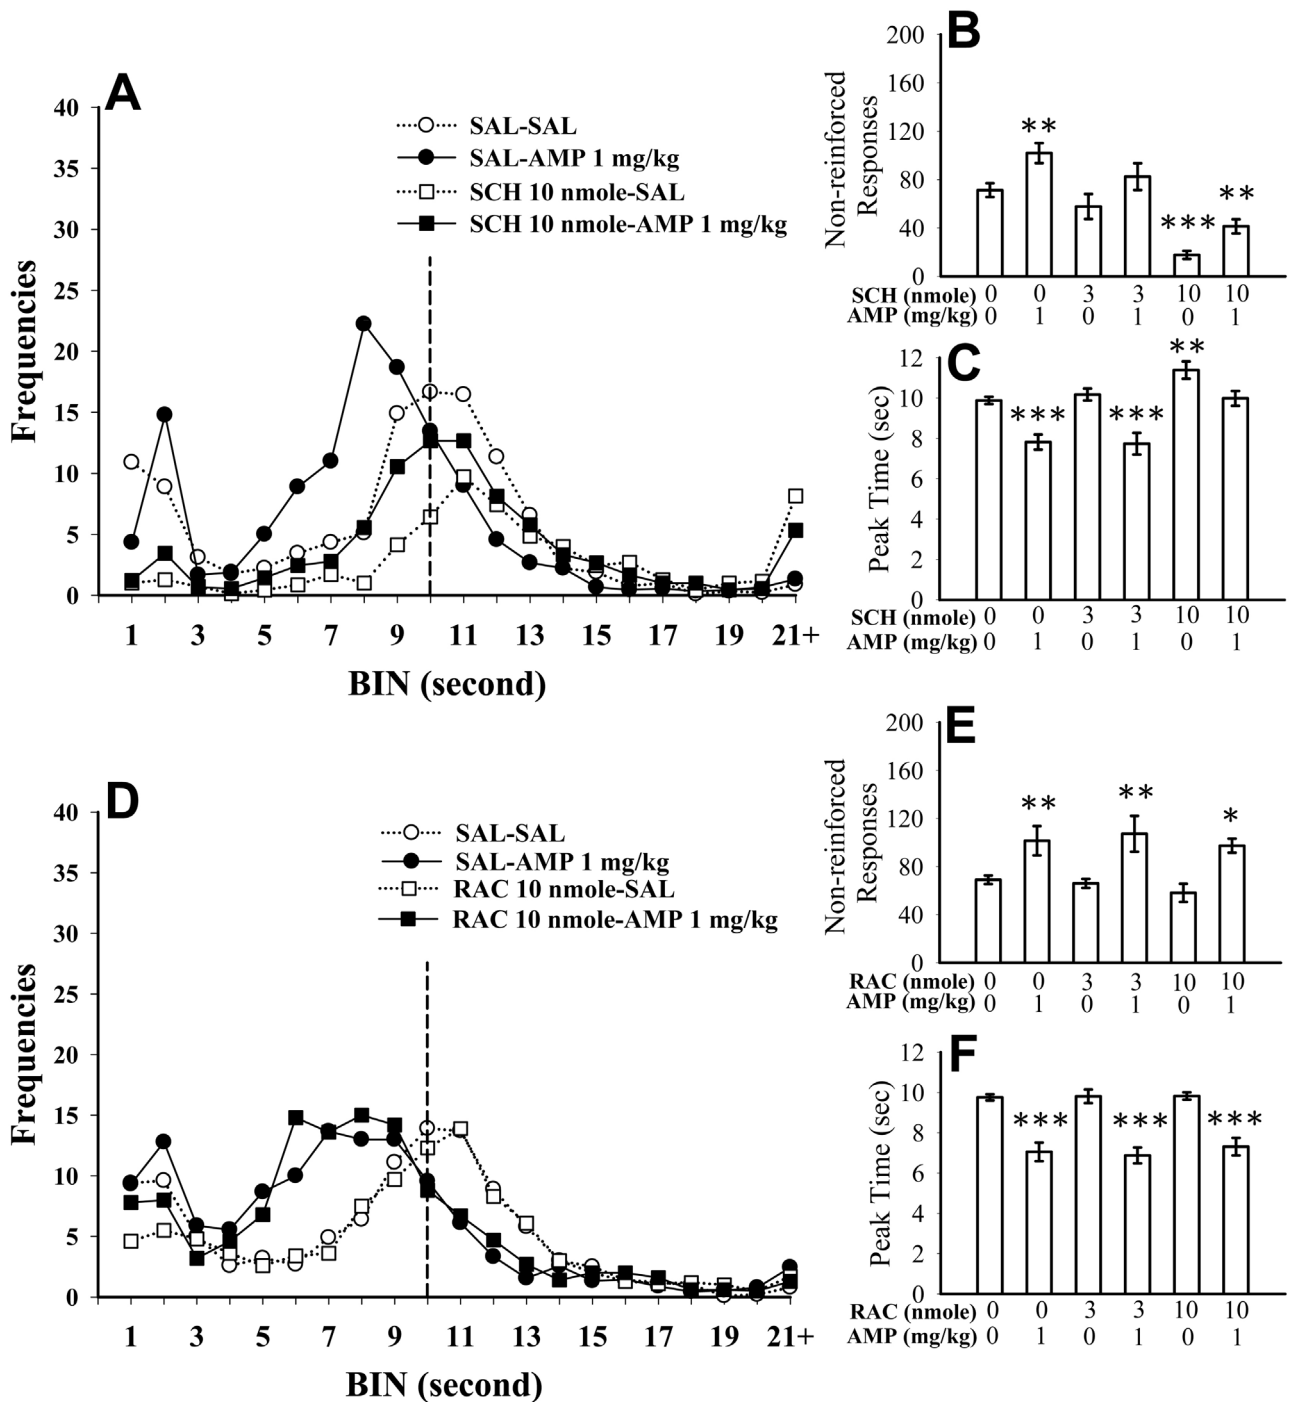 A
40
35
30
25
20
15
10
5
0
Frequencies
SAL-SAL
SAL-AMP 1 mg/kg
SCH 10 nmole-SAL
SCH 10 nmole-AMP 1 mg/kg
1 3 5 7 9 11 13 15 17 19 21+
BIN (second)
B
200
160
120
80
40
0
Non-reinforced
Responses
** *** **
SCH (nmole) 0 0 3 3 10 10
AMP (mg/kg) 0 1 0 1 0 1
C
12
10
8
6
4
2
0
Peak Time (sec)
*** *** **
SCH (nmole) 0 0 3 3 10 10
AMP (mg/kg) 0 1 0 1 0 1
D
40
35
30
25
20
15
10
5
0
Frequencies
SAL-SAL
SAL-AMP 1 mg/kg
RAC 10 nmole-SAL
RAC 10 nmole-AMP 1 mg/kg
1 3 5 7 9 11 13 15 17 19 21+
BIN (second)
E
200
160
120
80
40
0
Non-reinforced
Responses
** ** *
RAC (nmole) 0 0 3 3 10 10
AMP (mg/kg) 0 1 0 1 0 1
F
12
10
8
6
4
2
0
Peak Time (sec)
*** *** ***
RAC (nmole) 0 0 3 3 10 10
AMP (mg/kg) 0 1 0 1 0 1